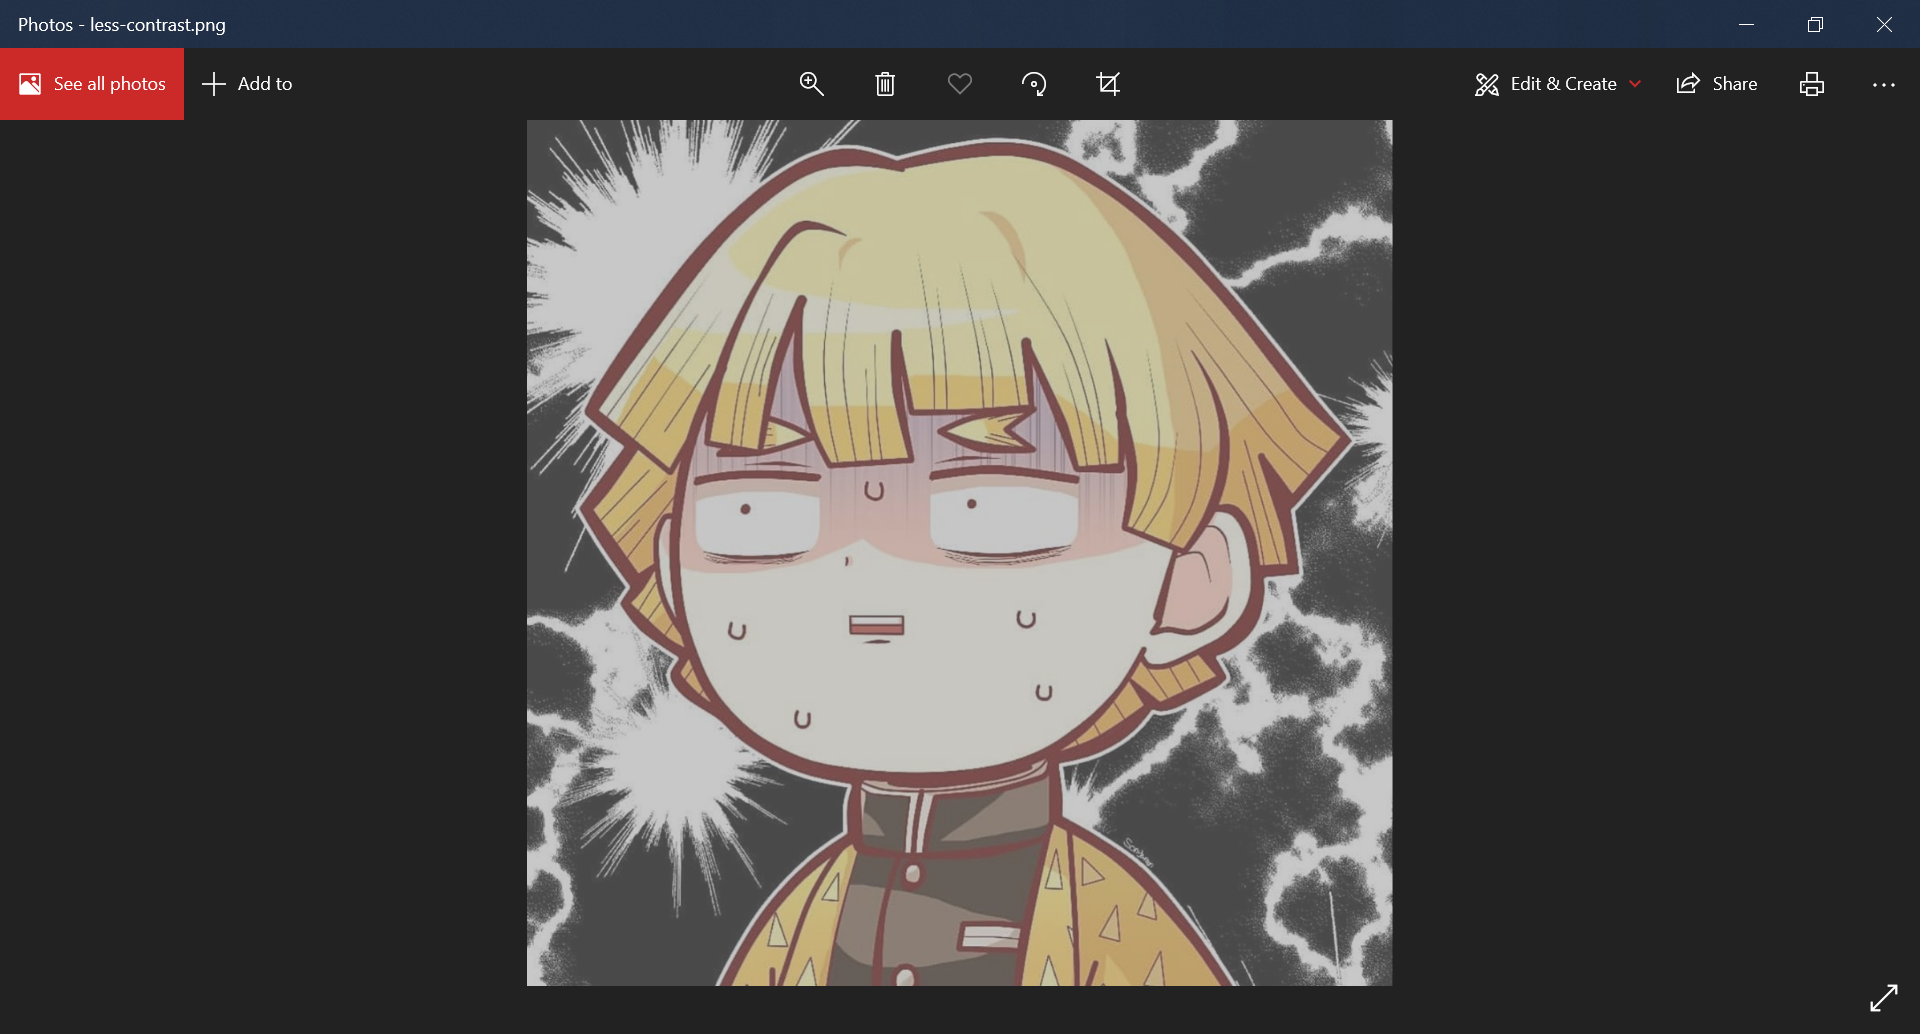 Photos - less-contrast.png
See all photos
Add to
Edit & Create
Share